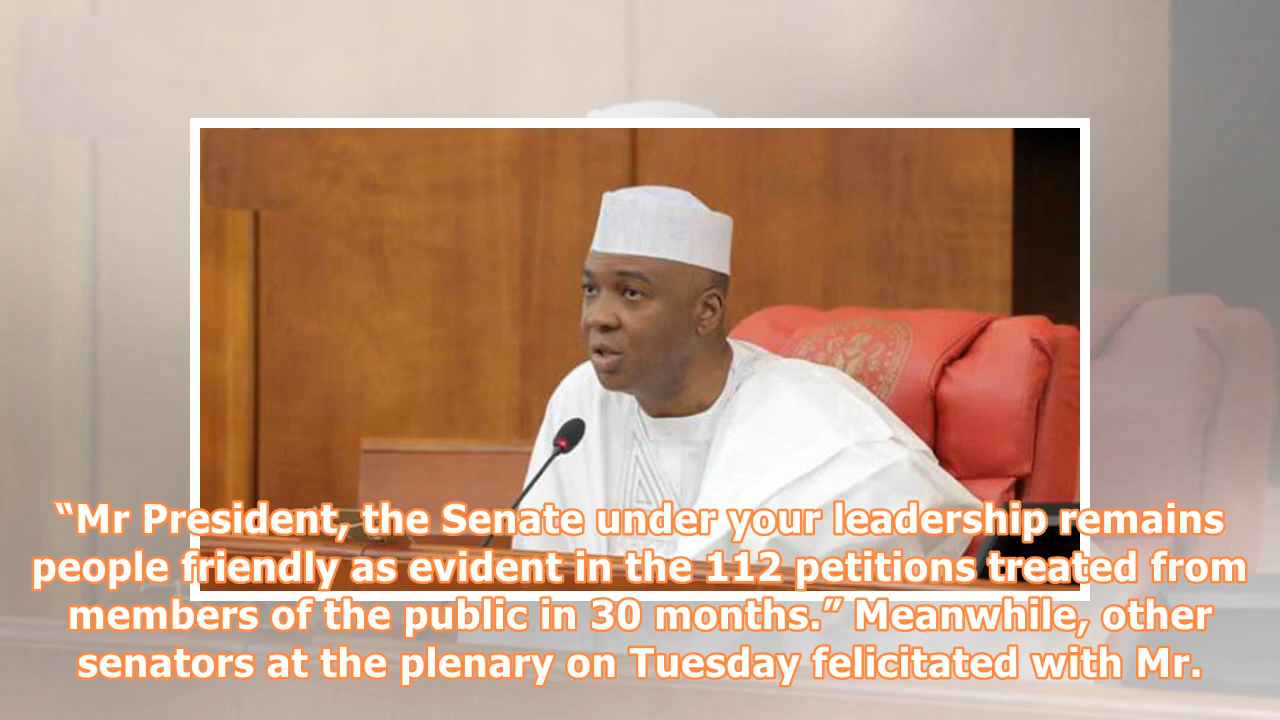 “Mr President, the Senate under your leadership remains
people friendly as evident in the 112 petitions treated from
members of the public in 30 months.” Meanwhile, other
senators at the plenary on Tuesday felicitated with Mr.